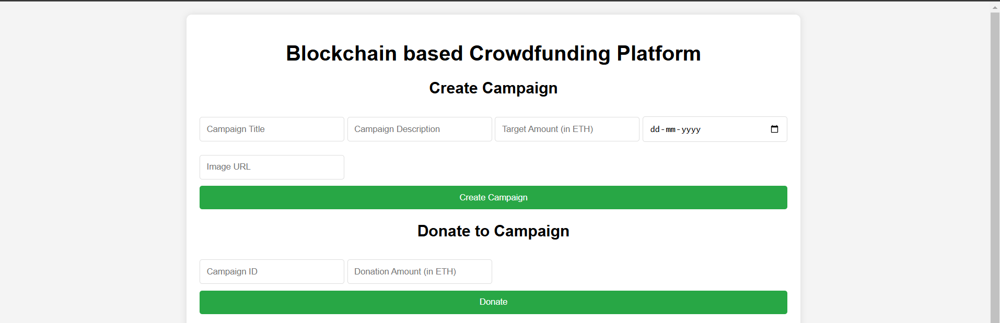 Blockchain based Crowdfunding Platform
Create Campaign
Campaign Title Campaign Description Target Amount (in ETH) dd-mm-yyyy
Image URL
Create Campaign
Donate to Campaign
Campaign ID Donation Amount (in ETH)
Donate